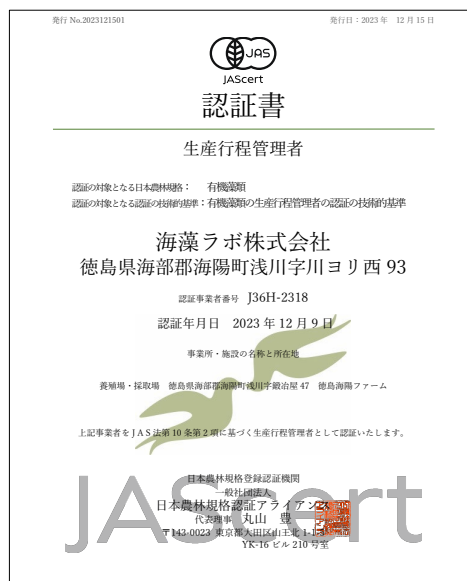 発行 No.2023121501 発行日：2023 年 12 月 15 日
JAS
JAScert
認証書
生産行程管理者
認証の対象となる日本農林規格： 有機藻類
認証の対象となる認証の技術的基準：有機藻類の生産行程管理者の認証の技術的基準
海藻ラボ株式会社
徳島県海部郡海陽町浅川字川ヨリ西 93
認証事業者番号 J36H-2318
認証年月日 2023 年 12 月 9 日
事業所・施設の名称と所在地
養殖場・採取場 徳島県海部郡海陽町浅川字鍛冶屋 47 徳島海陽ファーム
上記事業者をＪＡＳ法第 10 条第 2 項に基づく生産行程管理者として認証いたします。
JAScert
日本農林規格登録認証機関
一般社団法人
日本農林規格認証アライアンス
代表理事 丸山 豊
〒143-0023 東京都大田区山王北 1-1
YK-16 ビル 210 号室